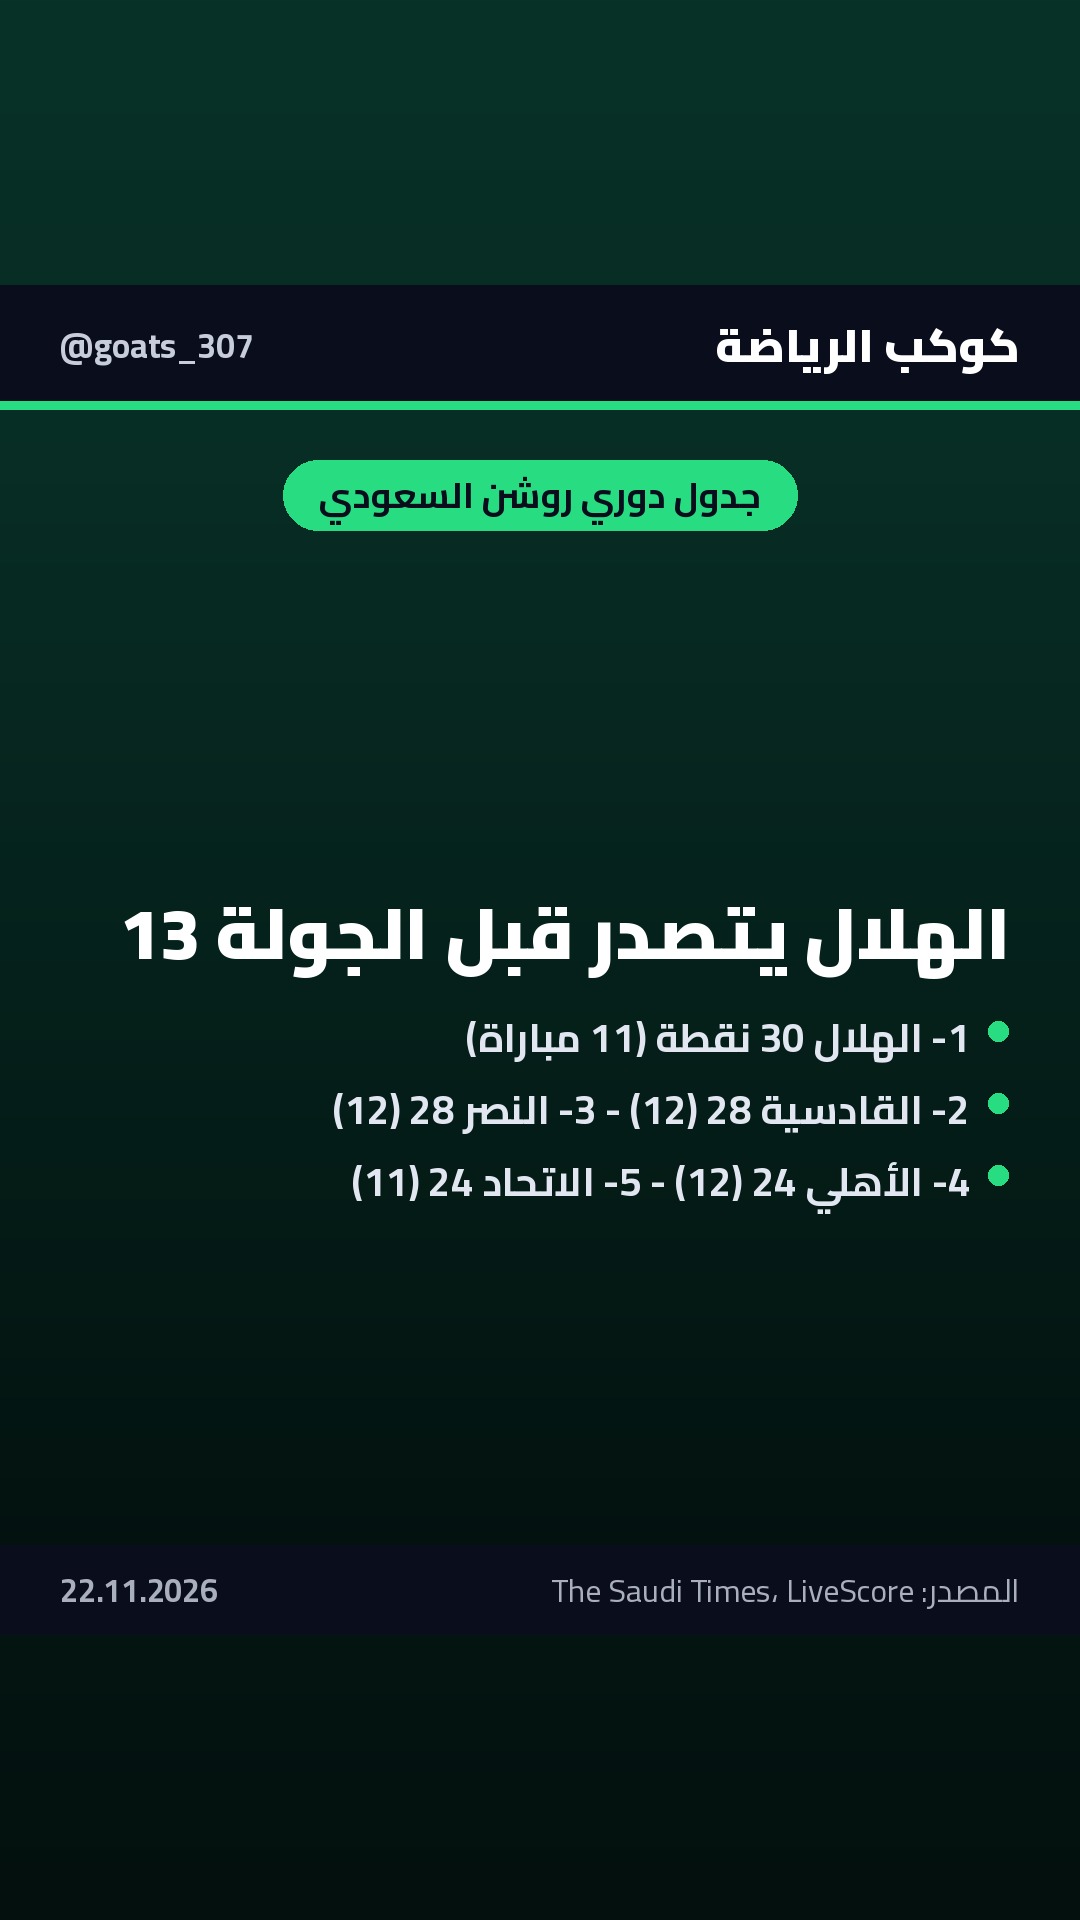 كوكب الرياضة
@goats_307
جدول دوري روشن السعودي
الهلال يتصدر قبل الجولة 13
1- الهلال 30 نقطة (11 مباراة)
2- القادسية 28 (12) - 3- النصر 28 (12)
4- الأهلي 24 (12) - 5- الاتحاد 24 (11)
المصدر: The Saudi Times، LiveScore
22.11.2026